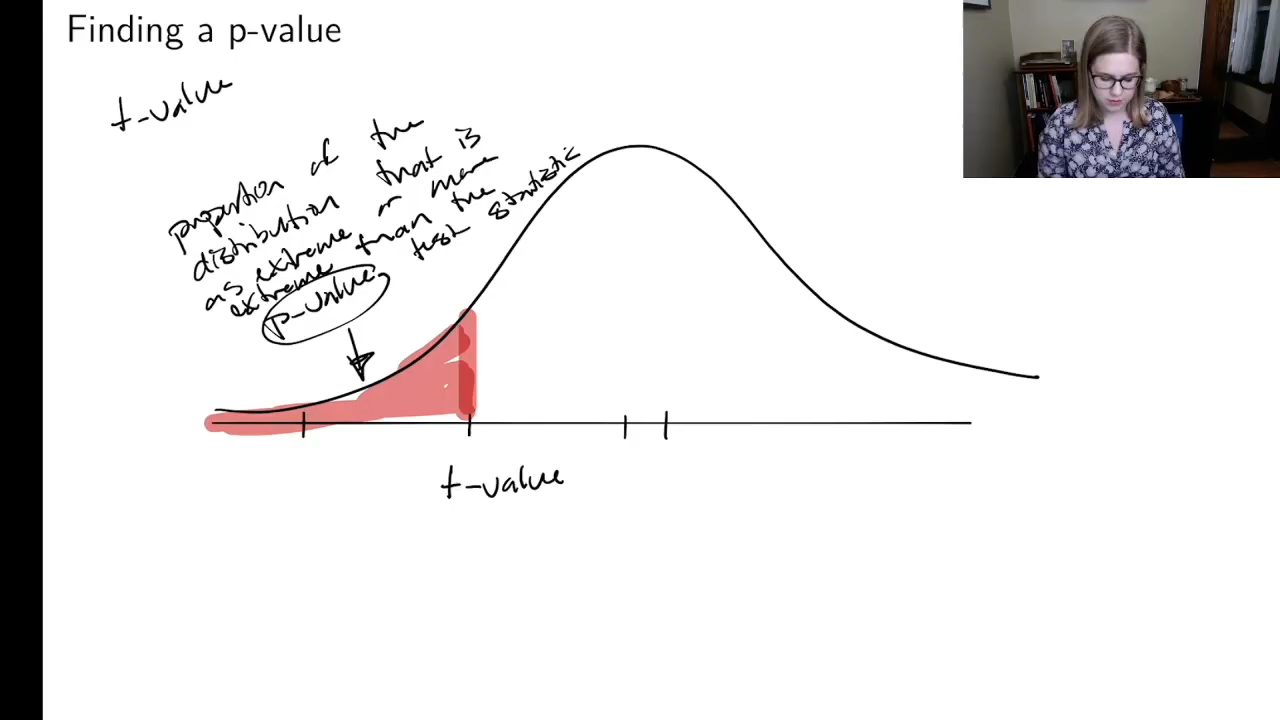 Finding a p-value
t-value
proportion of the
distribution that is
as extreme or more
extreme than the
test statistic
p-value
t-value